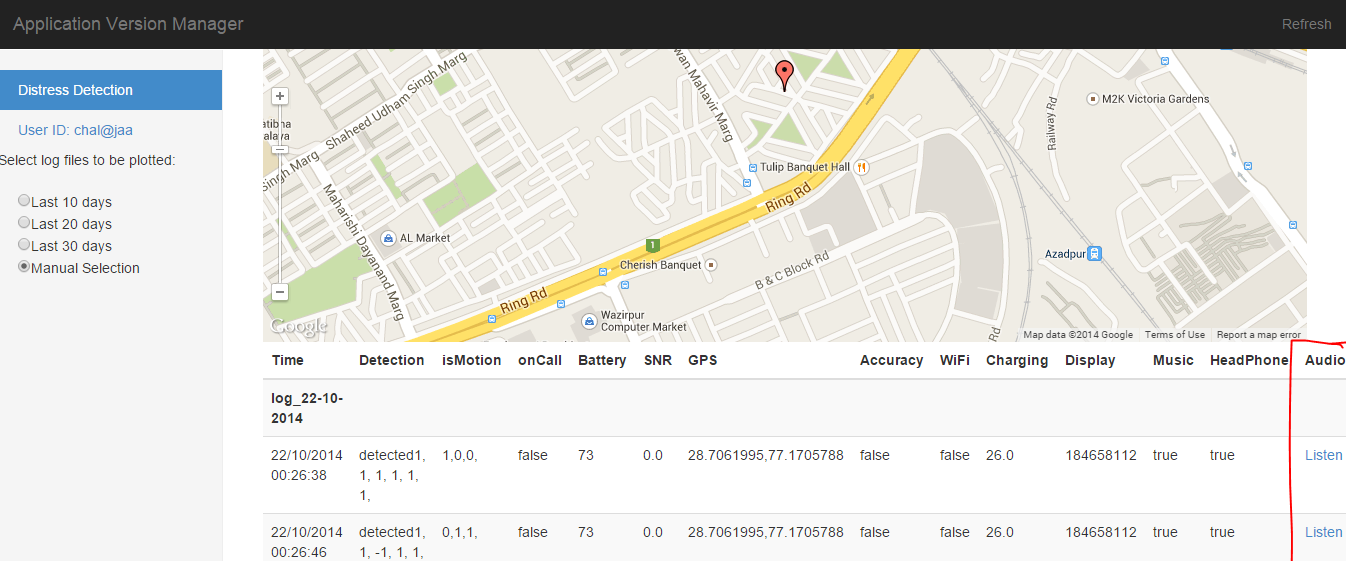 Application Version Manager
Refresh
Distress Detection
User ID: chal@jaa
Select log files to be plotted:
Last 10 days
Last 20 days
Last 30 days
Manual Selection
Singh Marg
Shaheed Udham Singh Marg
wan Mahavir Marg
atibha
alaya
Maharishi Dayanand Marg
AL Market
Tulip Banquet Hall
M2K Victoria Gardens
Railway Rd
Ring Rd
Ring Rd
1
Cherish Banquet
B & C Block Rd
Azadpur
Wazirpur
Computer Market
Rd
Google
Map data ©2014 Google Terms of Use Report a map error
Time Detection isMotion onCall Battery SNR GPS Accuracy WiFi Charging Display Music HeadPhone Audio
log_22-10-
2014
22/10/2014 detected1, 1,0,0, false 73 0.0 28.7061995,77.1705788 false false 26.0 184658112 true true Listen
00:26:38 1, 1, 1, 1,
1,
22/10/2014 detected1, 0,1,1, false 73 0.0 28.7061995,77.1705788 false false 26.0 184658112 true true Listen
00:26:46 1, -1, 1, 1,